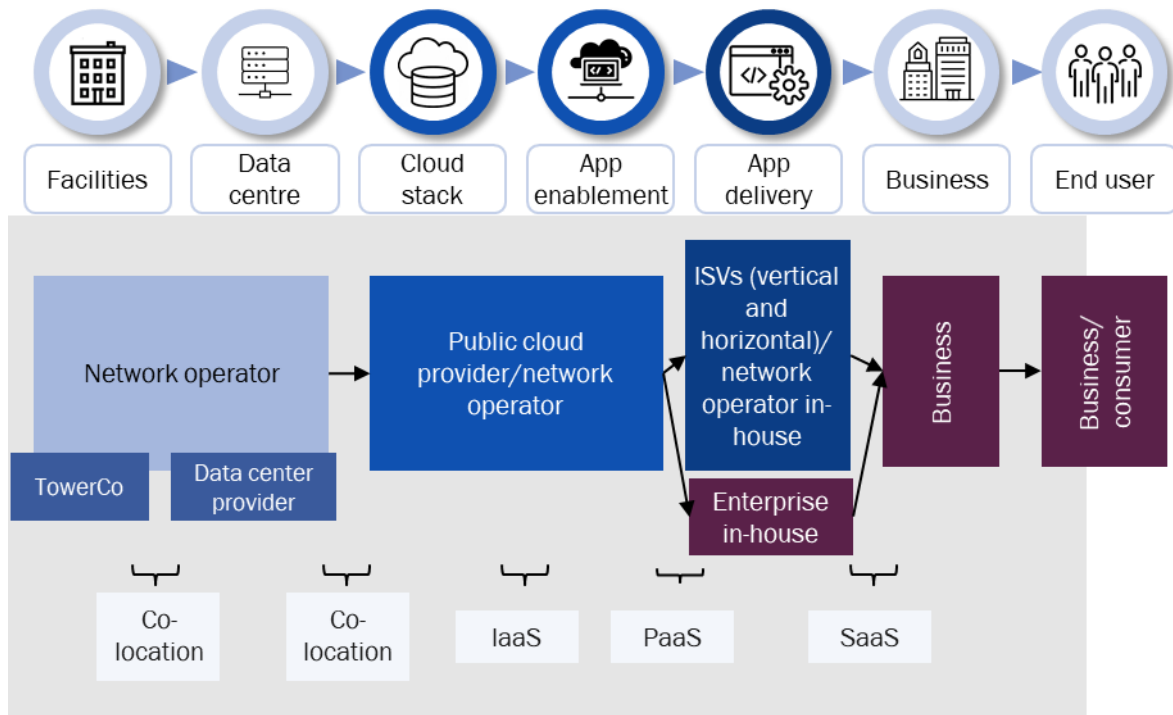 Facilities
Data
centre
Cloud
stack
App
enablement
App
delivery
Business
End user
Network operator
TowerCo
Data center
provider
Public cloud
provider/network
operator
ISVs (vertical
and
horizontal)/
network
operator in-
house
Enterprise
in-house
Business
Business/
consumer
Co-
location
Co-
location
IaaS
PaaS
SaaS